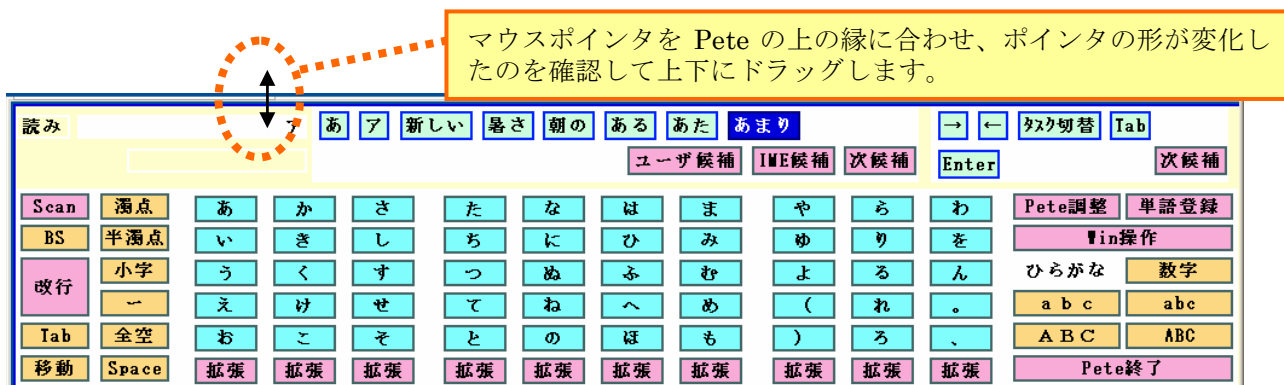 マウスポインタを Pete の上の縁に合わせ、ポインタの形が変化し
たのを確認して上下にドラッグします。
読み あ ア 新しい 暑さ 朝の ある あた あまり → ← ﾀｽｸ切替 Tab
ユーザ候補 IME候補 次候補 Enter 次候補
Scan 濁点 あ か さ た な は ま や ら わ Pete調整 単語登録
BS 半濁点 い き し ち に ひ み ゆ り を Win操作
改行 小字 う く す つ ぬ ふ む よ る ん ひらがな 数字
ー え け せ て ね へ め ( れ 。 ａｂｃ abc
Tab 全空 お こ そ と の ほ も ) ろ 、 ＡＢＣ ABC
移動 Space 拡張 拡張 拡張 拡張 拡張 拡張 拡張 拡張 拡張 拡張 Pete終了